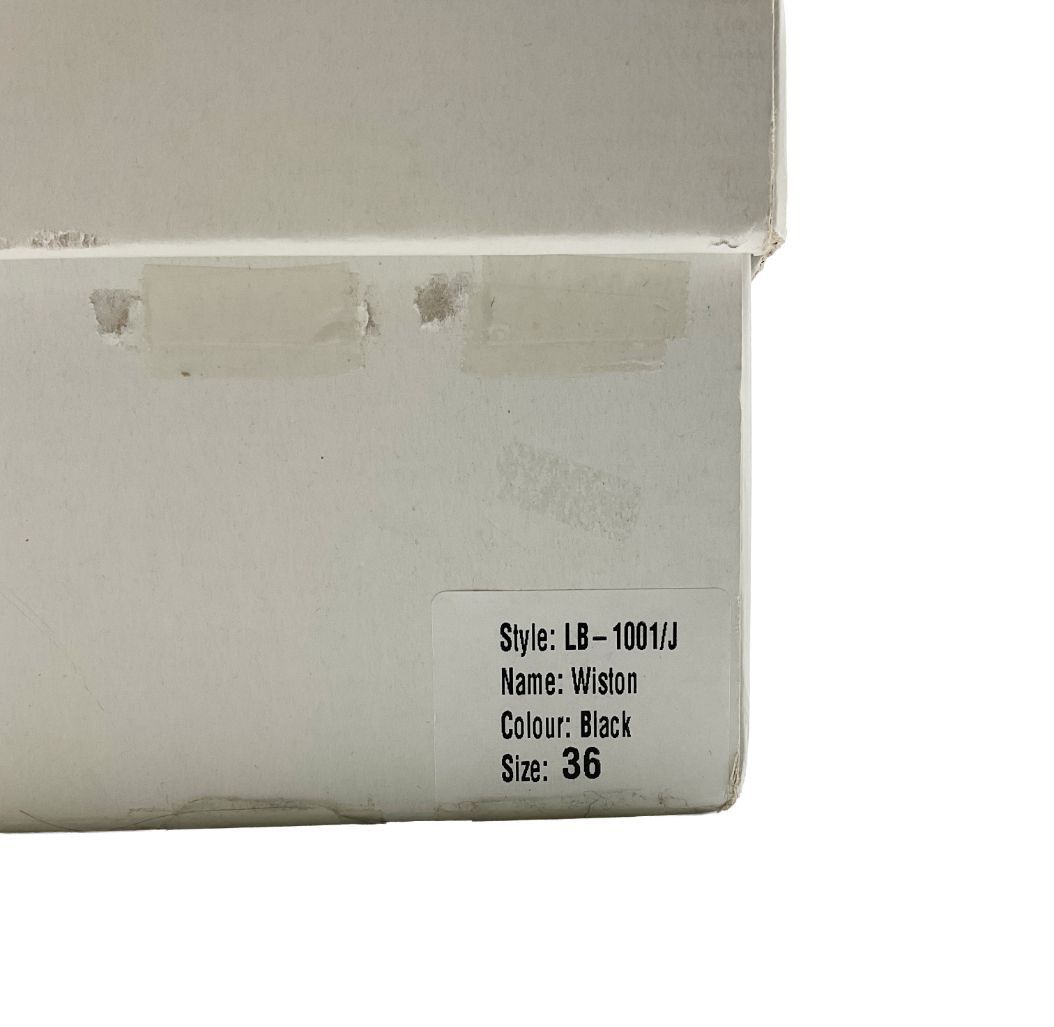 Style: LB-1001/J
Name: Wiston
Colour: Black
Size: 36